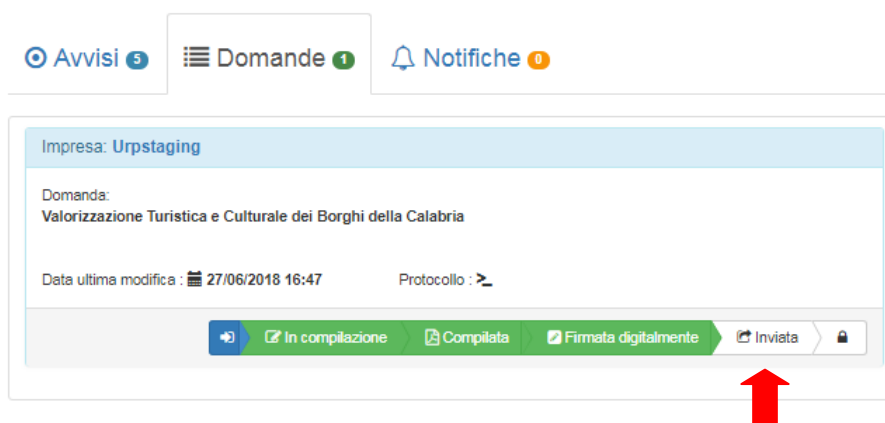 Avvisi 5 Domande 1 Notifiche 0
Impresa: Urpstaging
Domanda:
Valorizzazione Turistica e Culturale dei Borghi della Calabria
Data ultima modifica : 27/06/2018 16:47 Protocollo :
In compilazione Compilata Firmata digitalmente Inviata